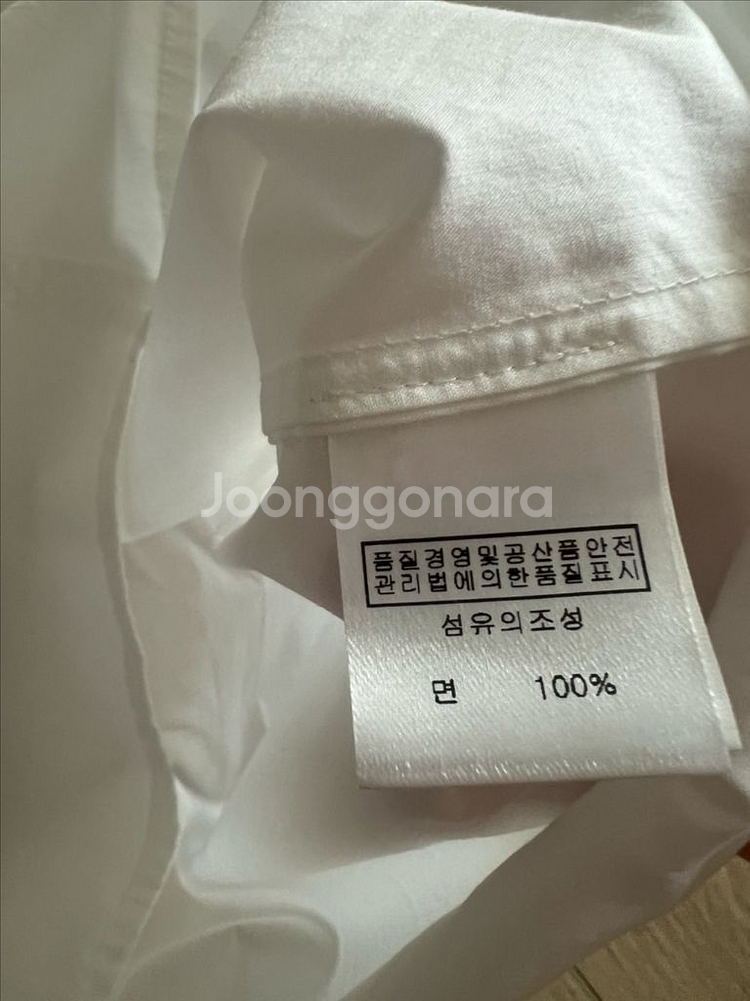 Joonggonara
품질경영및공산품안전
관리법에의한품질표시
섬유의조성
면 100%